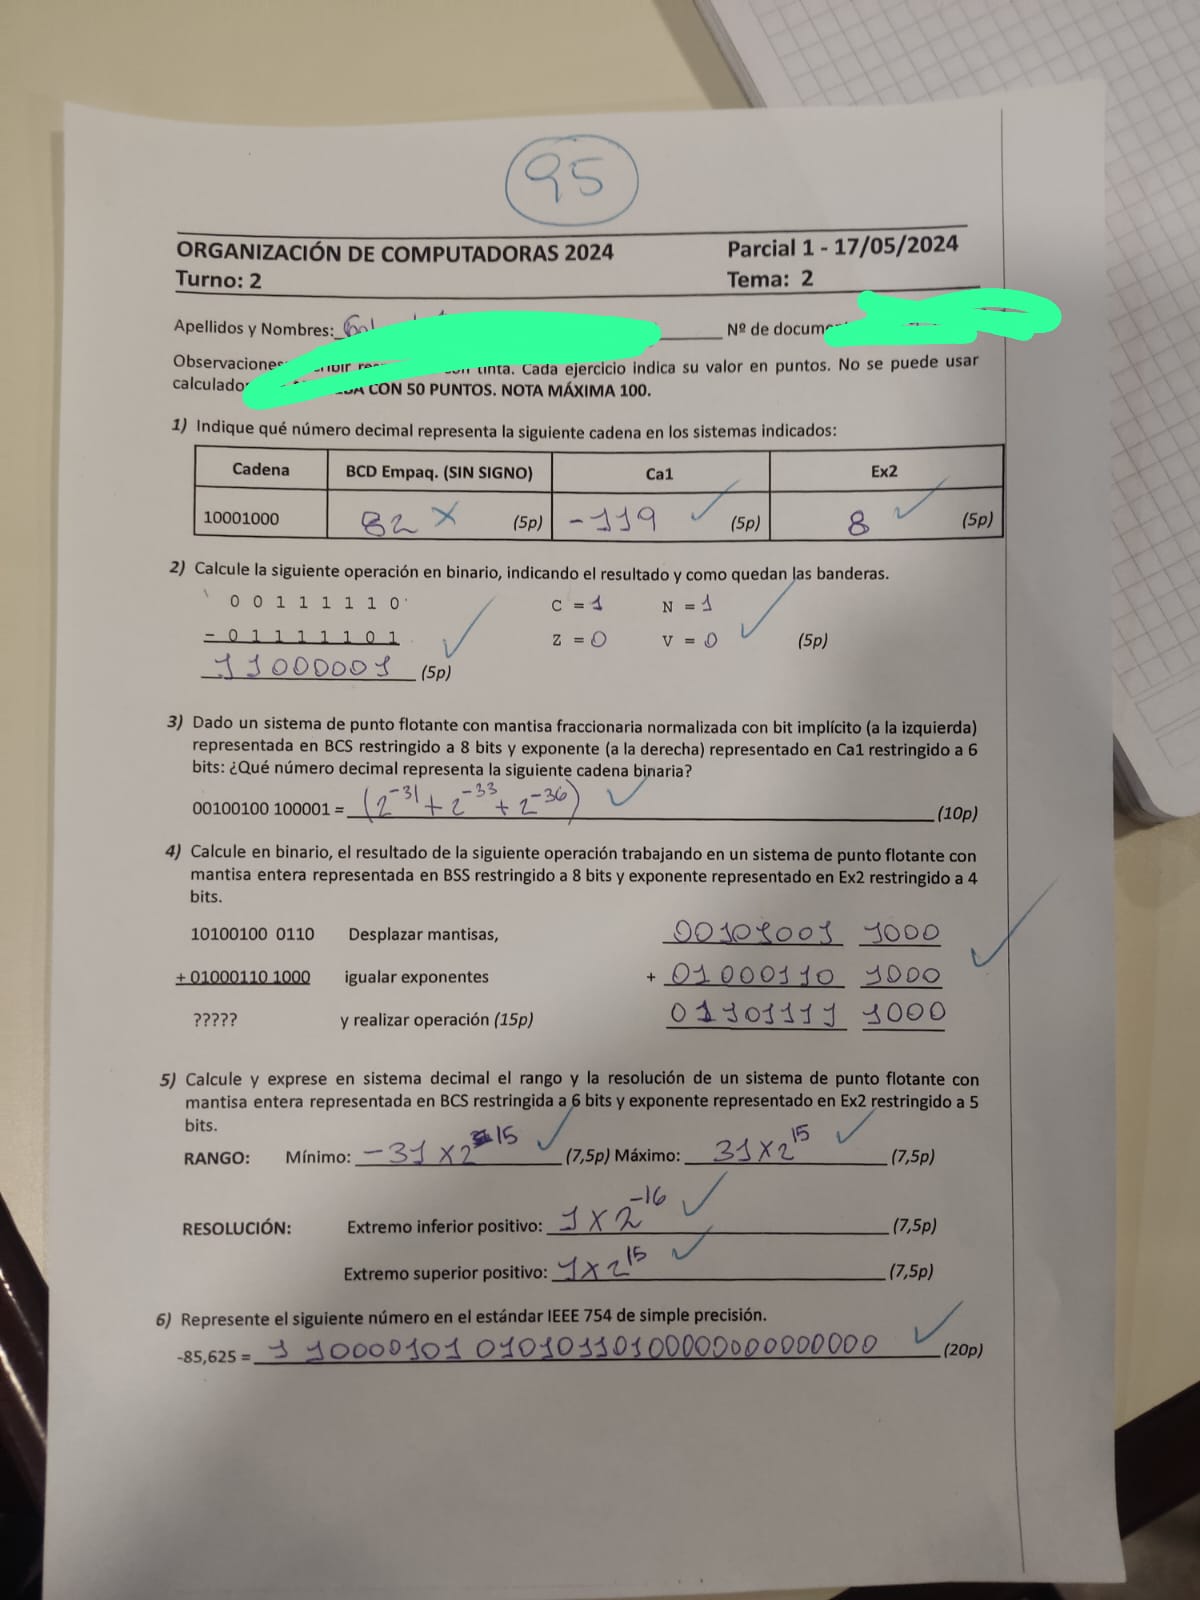 95
ORGANIZACIÓN DE COMPUTADORAS 2024 Parcial 1 - 17/05/2024
Turno: 2 Tema: 2
Apellidos y Nombres: Nº de docum
Observaciones tinta. Cada ejercicio indica su valor en puntos. No se puede usar
calculado CON 50 PUNTOS. NOTA MÁXIMA 100.
1) Indique qué número decimal representa la siguiente cadena en los sistemas indicados:
Cadena BCD Empaq. (SIN SIGNO) Ca1 Ex2
10001000 82 x (5p) -119 ✓ (5p) 8 ✓ (5p)
2) Calcule la siguiente operación en binario, indicando el resultado y como quedan las banderas.
0 0 1 1 1 1 1 0 C = 1 N = 1
- 0 1 1 1 1 1 0 1 ✓ Z = 0 V = 0 ✓ (5p)
11000001 (5p)
3) Dado un sistema de punto flotante con mantisa fraccionaria normalizada con bit implícito (a la izquierda)
representada en BCS restringido a 8 bits y exponente (a la derecha) representado en Ca1 restringido a 6
bits: ¿Qué número decimal representa la siguiente cadena binaria?
00100100 100001 = (2⁻³¹ + 2⁻³³ + 2⁻³⁶) ✓ (10p)
4) Calcule en binario, el resultado de la siguiente operación trabajando en un sistema de punto flotante con
mantisa entera representada en BSS restringido a 8 bits y exponente representado en Ex2 restringido a 4
bits.
10100100 0110 Desplazar mantisas, 00101001 1000
+ 01000110 1000 igualar exponentes + 01000110 1000 ✓
????? y realizar operación (15p) 01101111 1000
5) Calcule y exprese en sistema decimal el rango y la resolución de un sistema de punto flotante con
mantisa entera representada en BCS restringida a 6 bits y exponente representado en Ex2 restringido a 5
bits.
RANGO: Mínimo: -31 x 2¹⁵ ✓ (7,5p) Máximo: 31 x 2¹⁵ ✓ (7,5p)
RESOLUCIÓN: Extremo inferior positivo: 1 x 2⁻¹⁶ ✓ (7,5p)
Extremo superior positivo: 1 x 2¹⁵ ✓ (7,5p)
6) Represente el siguiente número en el estándar IEEE 754 de simple precisión.
-85,625 = 1 10000101 01010110100000000000000 ✓ (20p)